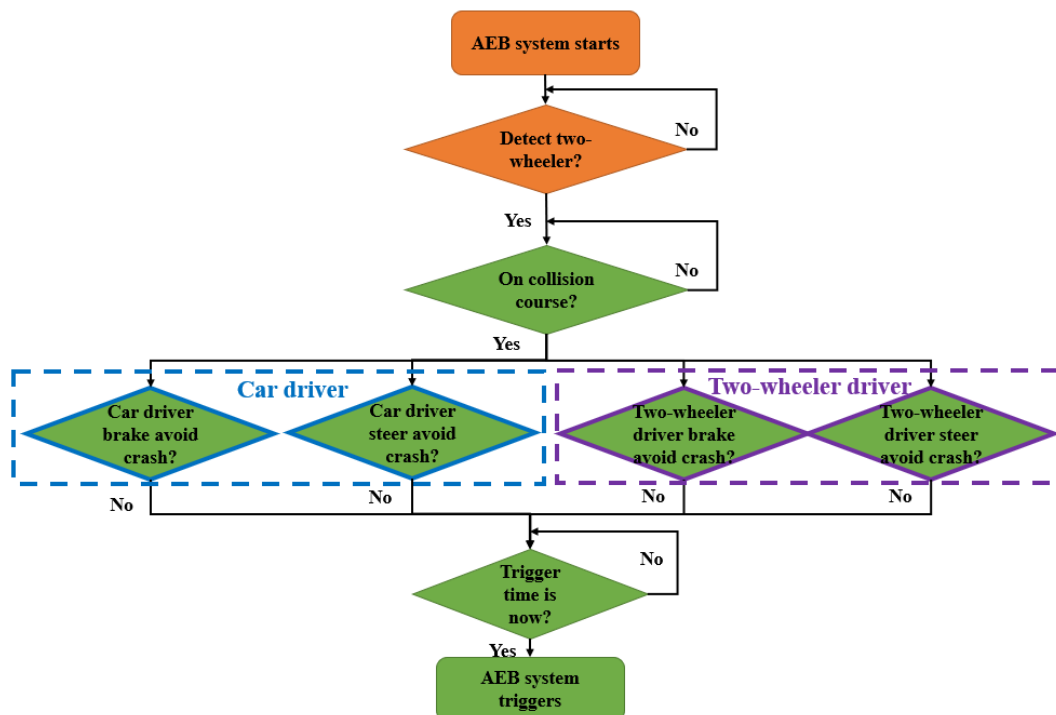 AEB system starts
No
Detect two-
wheeler?
Yes
No
On collision
course?
Yes
Car driver
Two-wheeler driver
Car driver
brake avoid
crash?
Car driver
steer avoid
crash?
Two-wheeler
driver brake
avoid crash?
Two-wheeler
driver steer
avoid crash?
No
No
No
No
No
Trigger
time is
now?
Yes
AEB system
triggers